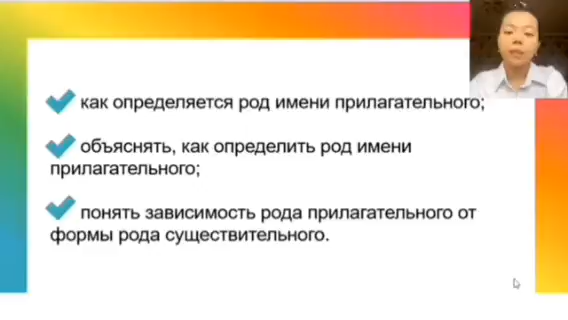 как определяется род имени прилагательного;
объяснять, как определить род имени
прилагательного;
понять зависимость рода прилагательного от
формы рода существительного.